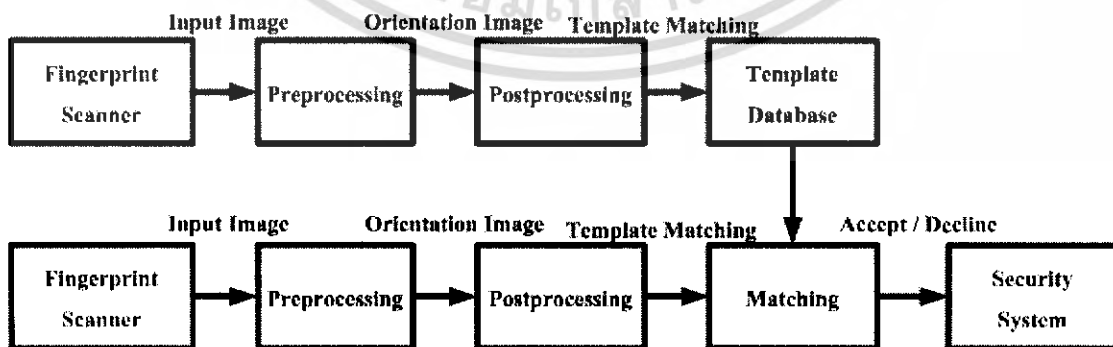 Input Image
Orientation Image
Template Matching
Fingerprint
Scanner
Preprocessing
Postprocessing
Template
Database
Input Image
Orientation Image
Template Matching
Accept / Decline
Fingerprint
Scanner
Preprocessing
Postprocessing
Matching
Security
System